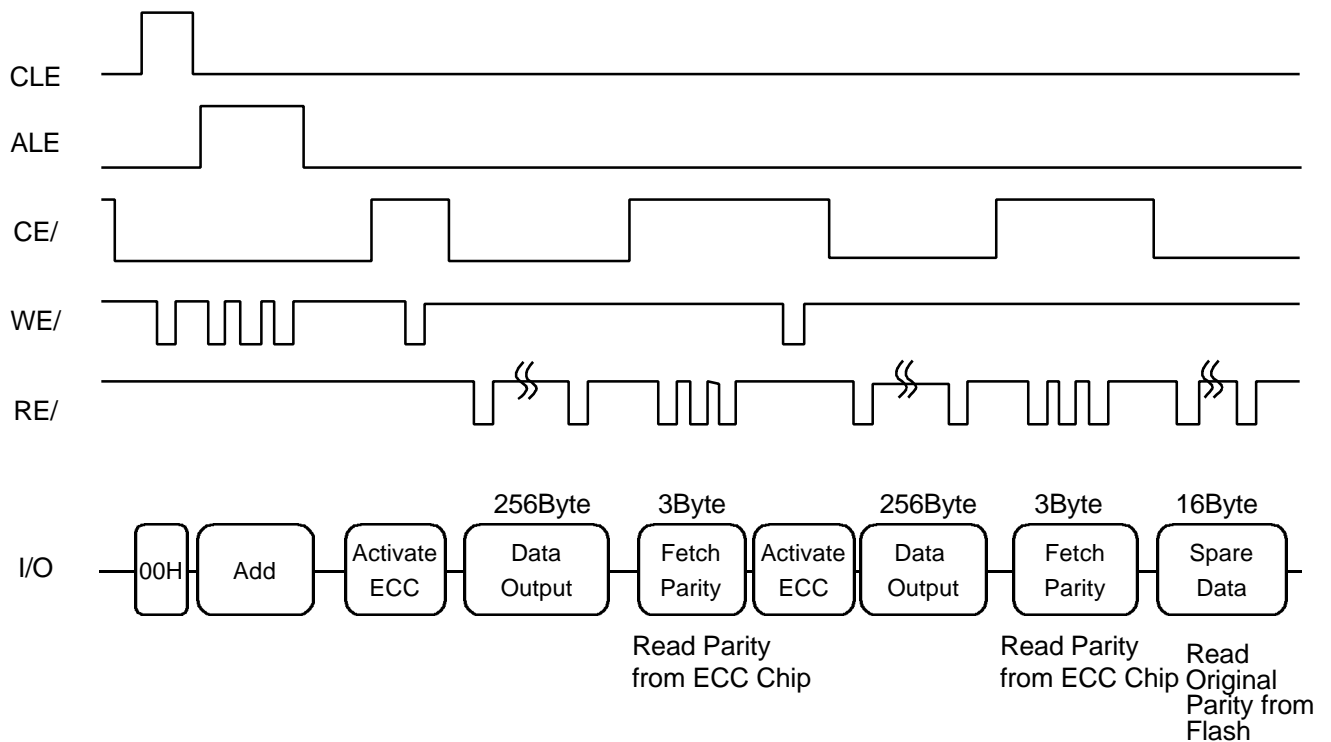 CLE
ALE
CE/
WE/
RE/
256Byte 3Byte 256Byte 3Byte 16Byte
I/O 00H Add Activate ECC Data Output Fetch Parity Activate ECC Data Output Fetch Parity Spare Data
Read Parity
from ECC Chip
Read Parity
from ECC Chip
Read
Original
Parity from
Flash